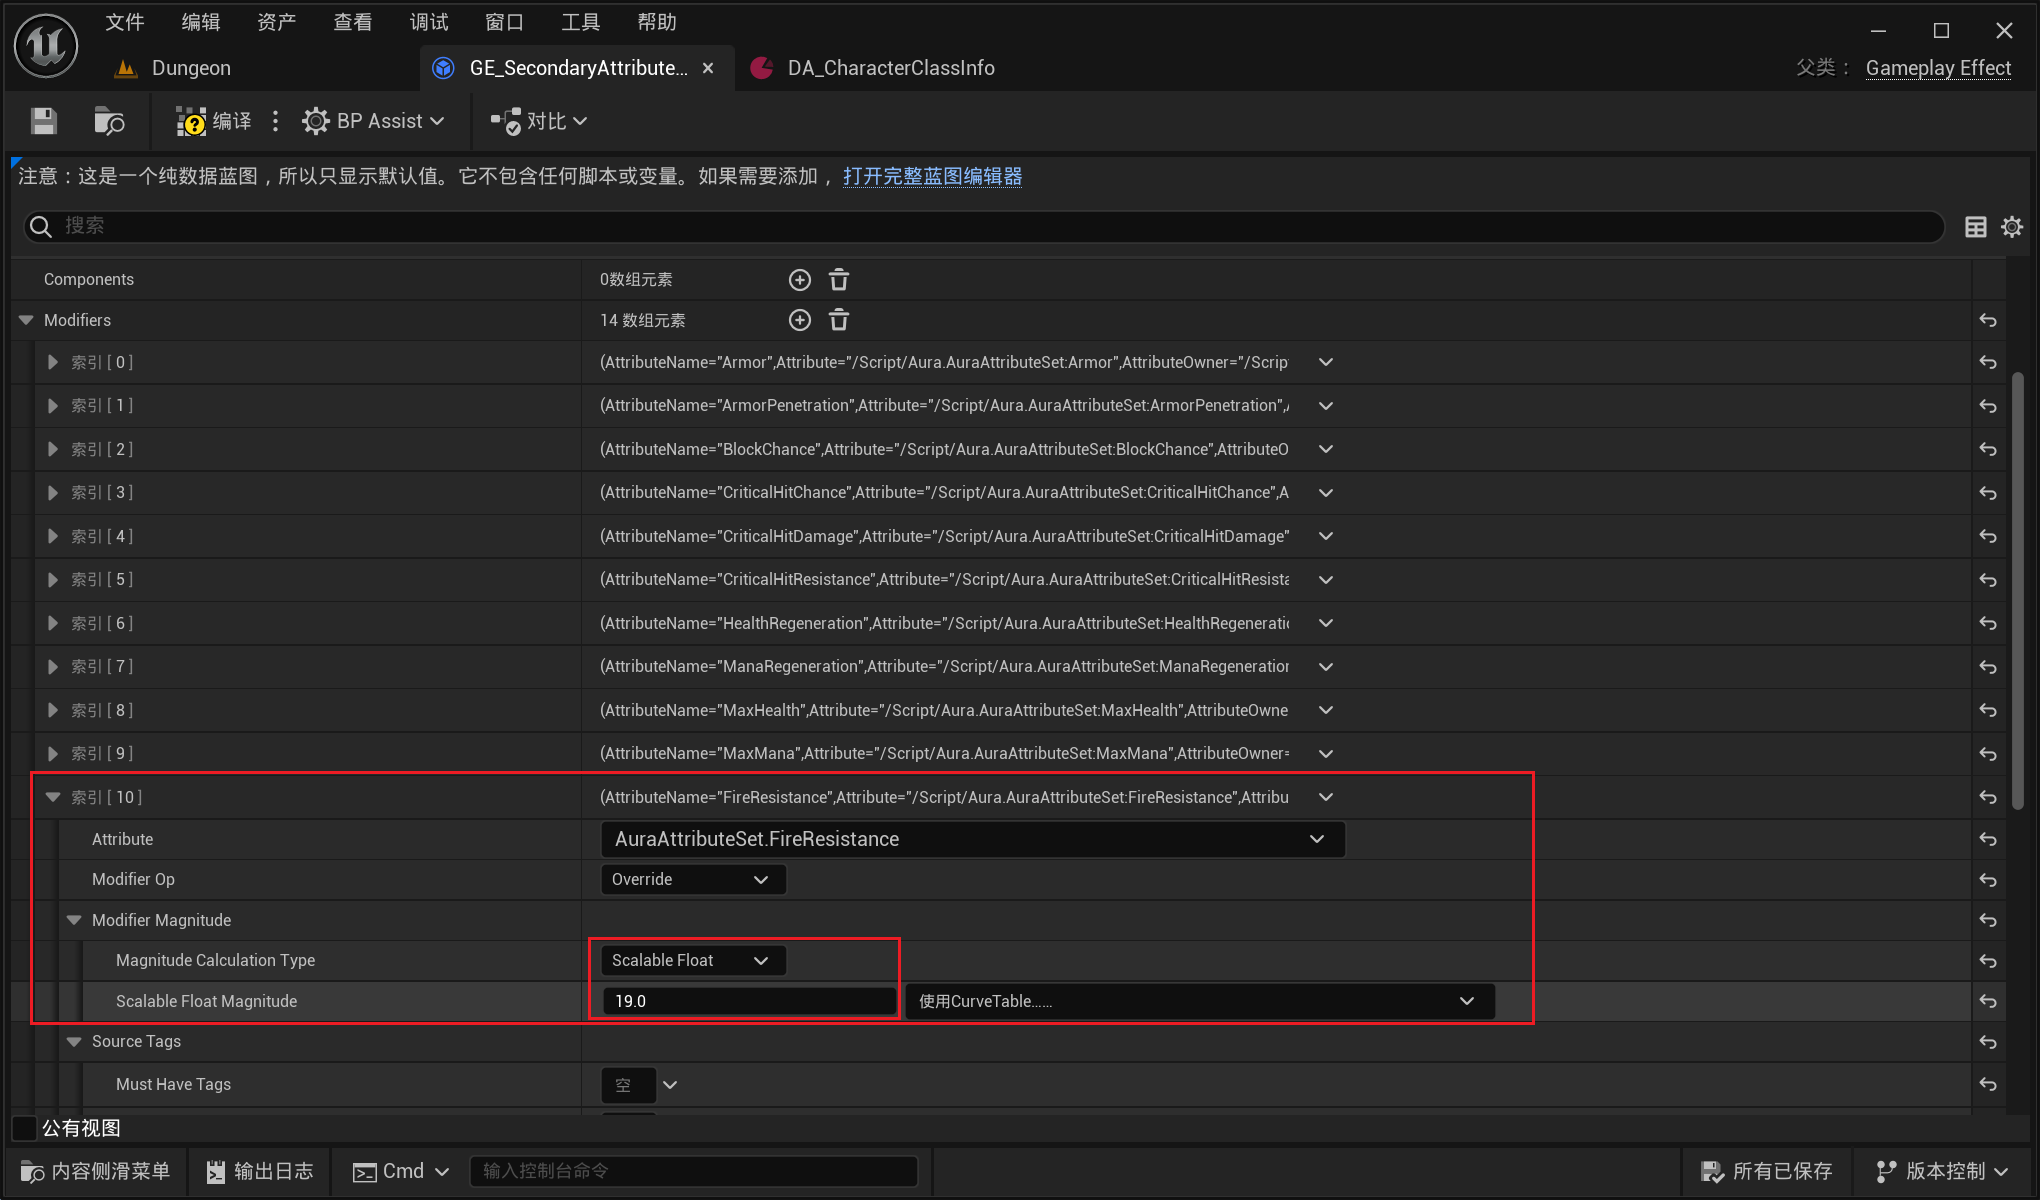 文件 编辑 资产 查看 调试 窗口 工具 帮助
Dungeon GE_SecondaryAttribute... DA_CharacterClassInfo 父类： Gameplay Effect
编译 BP Assist 对比
注意：这是一个纯数据蓝图，所以只显示默认值。它不包含任何脚本或变量。如果需要添加，打开完整蓝图编辑器
搜索
Components 0数组元素
Modifiers 14 数组元素
索引 [ 0 ] (AttributeName="Armor",Attribute="/Script/Aura.AuraAttributeSet:Armor",AttributeOwner="/Scrip
索引 [ 1 ] (AttributeName="ArmorPenetration",Attribute="/Script/Aura.AuraAttributeSet:ArmorPenetration",
索引 [ 2 ] (AttributeName="BlockChance",Attribute="/Script/Aura.AuraAttributeSet:BlockChance",AttributeO
索引 [ 3 ] (AttributeName="CriticalHitChance",Attribute="/Script/Aura.AuraAttributeSet:CriticalHitChance",A
索引 [ 4 ] (AttributeName="CriticalHitDamage",Attribute="/Script/Aura.AuraAttributeSet:CriticalHitDamage"
索引 [ 5 ] (AttributeName="CriticalHitResistance",Attribute="/Script/Aura.AuraAttributeSet:CriticalHitResista
索引 [ 6 ] (AttributeName="HealthRegeneration",Attribute="/Script/Aura.AuraAttributeSet:HealthRegeneratio
索引 [ 7 ] (AttributeName="ManaRegeneration",Attribute="/Script/Aura.AuraAttributeSet:ManaRegeneration
索引 [ 8 ] (AttributeName="MaxHealth",Attribute="/Script/Aura.AuraAttributeSet:MaxHealth",AttributeOwne
索引 [ 9 ] (AttributeName="MaxMana",Attribute="/Script/Aura.AuraAttributeSet:MaxMana",AttributeOwner=
索引 [ 10 ] (AttributeName="FireResistance",Attribute="/Script/Aura.AuraAttributeSet:FireResistance",Attribu
Attribute AuraAttributeSet.FireResistance
Modifier Op Override
Modifier Magnitude
Magnitude Calculation Type Scalable Float
Scalable Float Magnitude 19.0 使用CurveTable……
Source Tags
Must Have Tags 空
公有视图
内容侧滑菜单 输出日志 Cmd 输入控制台命令 所有已保存 版本控制